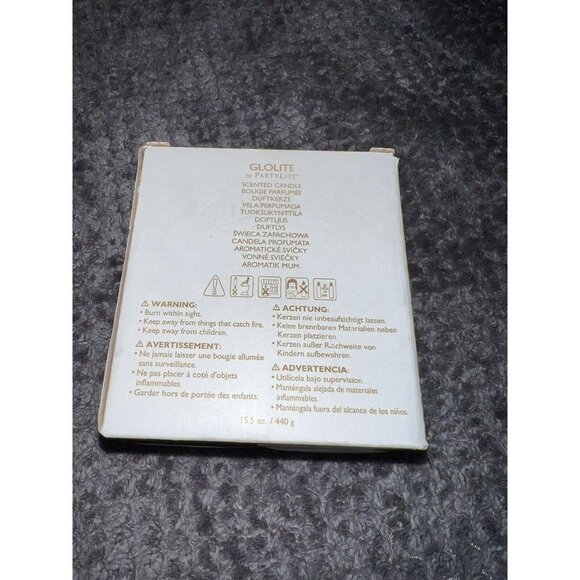 GLOLITE
by PARTYLITE®
SCENTED CANDLE
BOUGIE PARFUMÉE
DUFTKERZE
VELA PERFUMADA
TUOKSUKYNTTILÄ
DOFTLJUS
DUFTLYS
ŚWIECA ZAPACHOWA
CANDELA PROFUMATA
AROMATICKÉ SVÍČKY
VONNÉ SVIEČKY
AROMATIK MUM
⚠ WARNING:
• Burn within sight.
• Keep away from things that catch fire.
• Keep away from children.
⚠ AVERTISSEMENT:
• Ne jamais laisser une bougie allumée
sans surveillance.
• Ne pas placer à coté d'objets
inflammables.
• Garder hors de portée des enfants.
⚠ ACHTUNG:
• Kerzen nie unbeaufsichtigt lassen.
• Keine brennbaren Materialien neben
Kerzen platzieren.
• Kerzen außer Reichweite von
Kindern aufbewahren.
⚠ ADVERTENCIA:
• Utilícela bajo supervision.
• Manténgala alejada de materiales
inflammables.
• Manténgala fuera del alcance de los niños.
15.5 oz. / 440 g